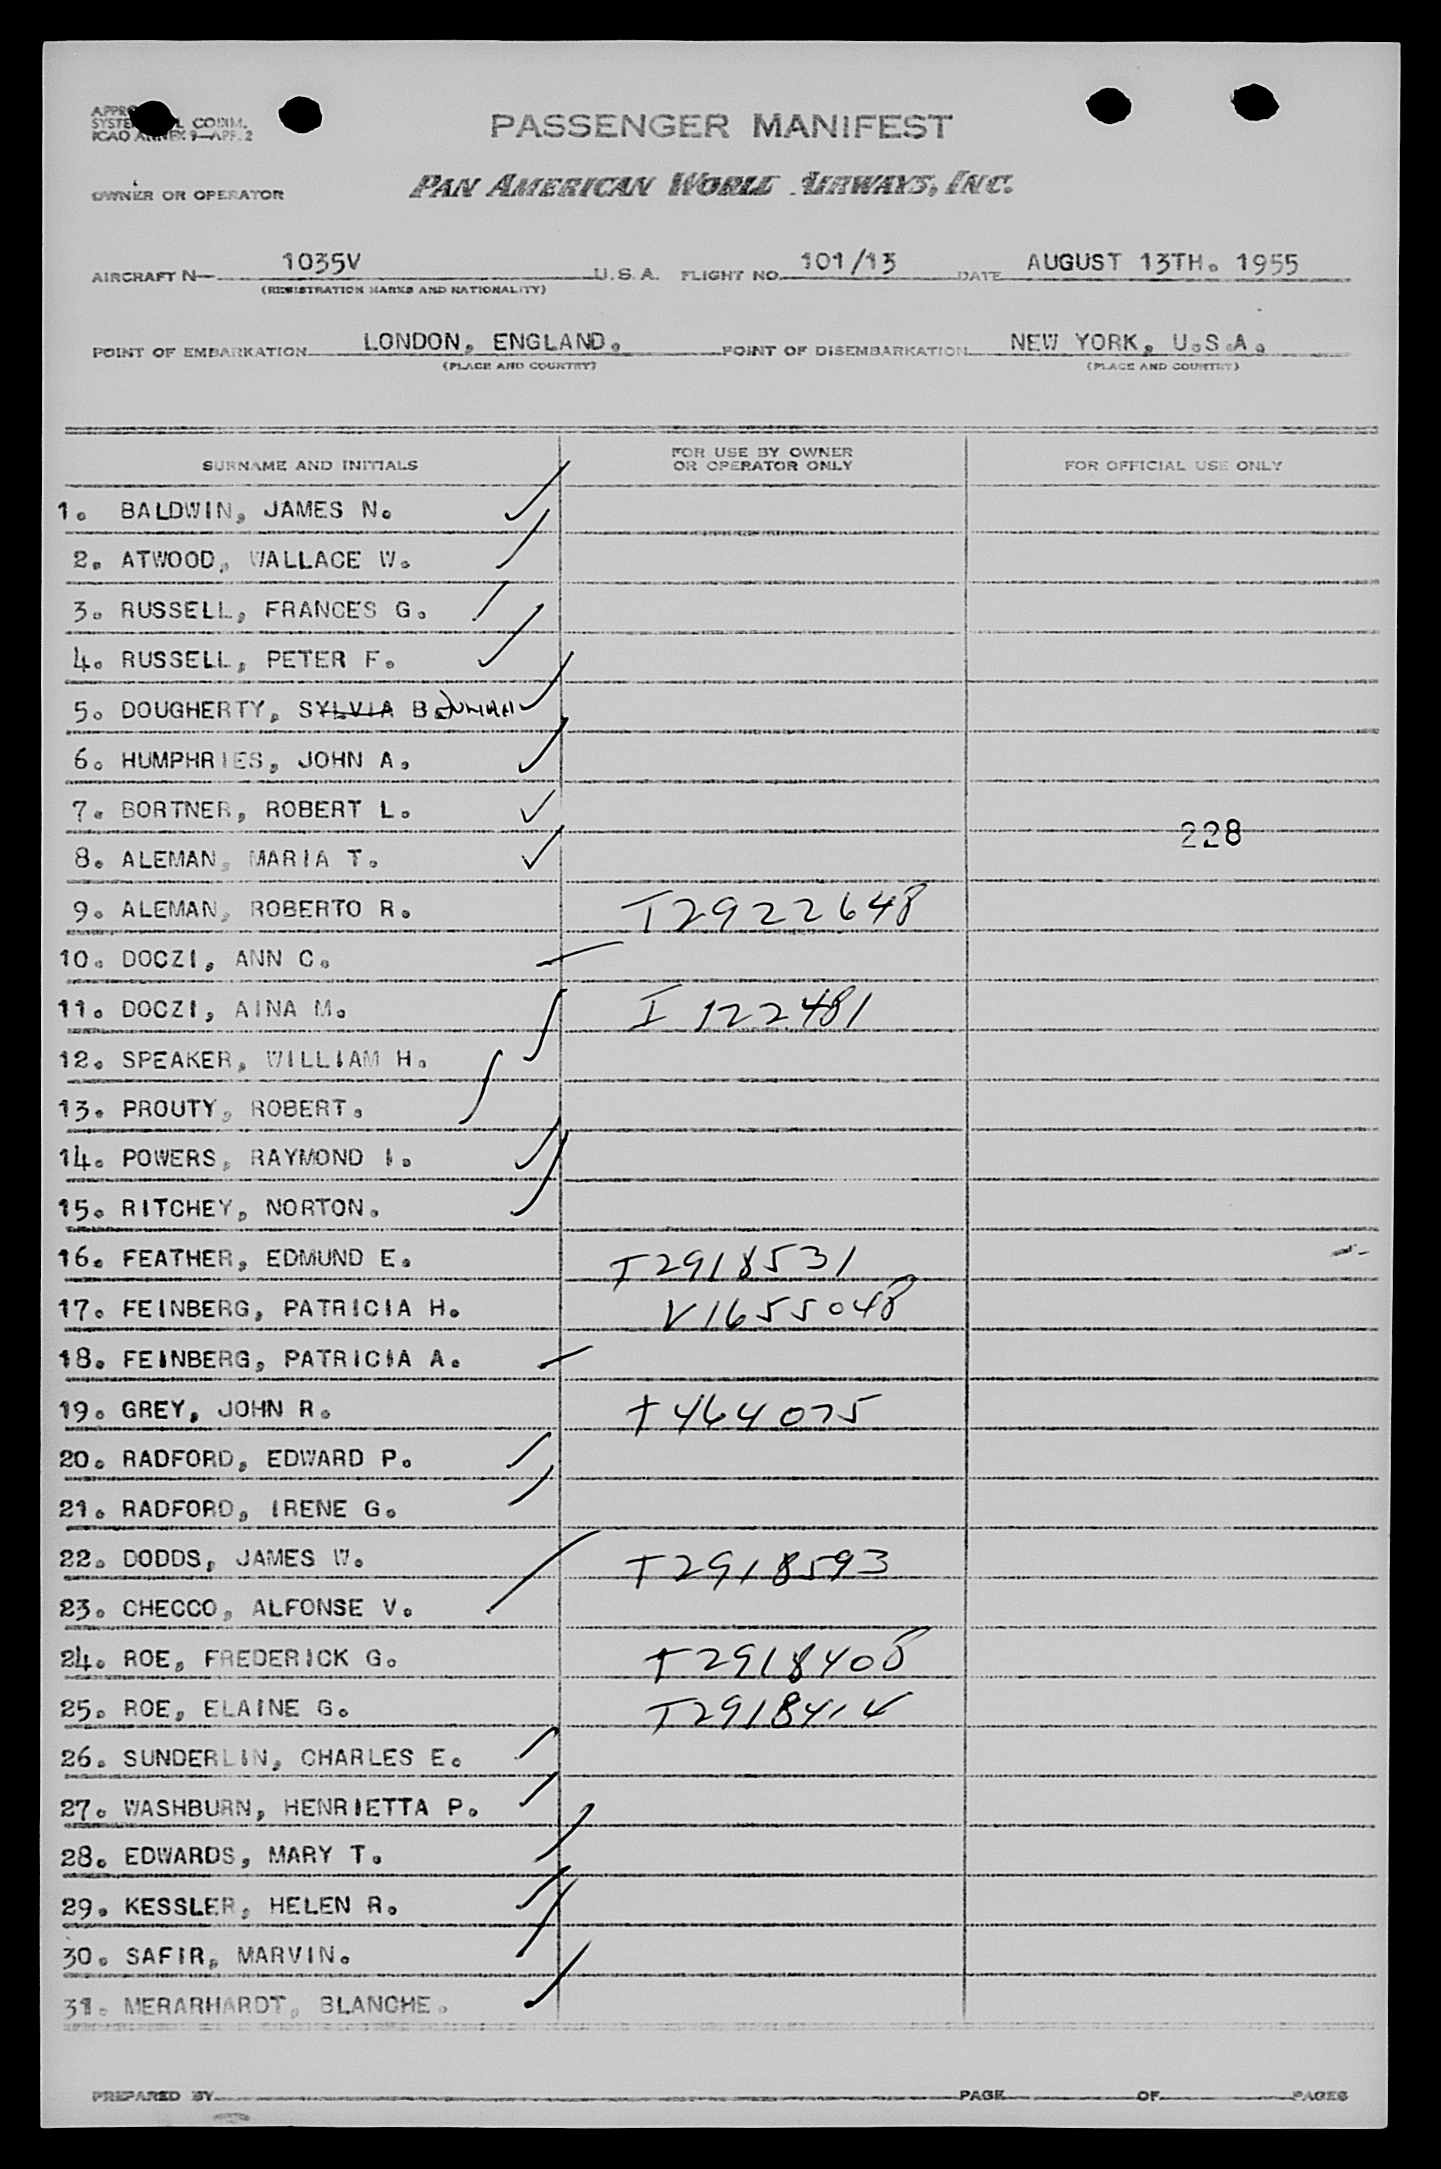 PASSENGER MANIFEST
COMM.
ICAO ANNEX 9—APP. 2
OWNER OR OPERATOR PAN AMERICAN WORLD AIRWAYS, INC.
AIRCRAFT N— 1035V U. S. A. FLIGHT NO. 101/13 DATE AUGUST 13TH. 1955
(REGISTRATION MARKS AND NATIONALITY)
POINT OF EMBARKATION LONDON, ENGLAND. POINT OF DISEMBARKATION NEW YORK, U.S.A.
(PLACE AND COUNTRY) (PLACE AND COUNTRY)
SURNAME AND INITIALS FOR USE BY OWNER OR OPERATOR ONLY FOR OFFICIAL USE ONLY
1. BALDWIN, JAMES N.
2. ATWOOD, WALLACE W.
3. RUSSELL, FRANCES G.
4. RUSSELL, PETER F.
5. DOUGHERTY, SYLVIA B.
6. HUMPHRIES, JOHN A.
7. BORTNER, ROBERT L.
228
8. ALEMAN, MARIA T.
9. ALEMAN, ROBERTO R. T2922648
10. DOCZI, ANN C.
11. DOCZI, AINA M. I 122481
12. SPEAKER, WILLIAM H.
13. PROUTY, ROBERT.
14. POWERS, RAYMOND I.
15. RITCHEY, NORTON.
16. FEATHER, EDMUND E. T2918531
17. FEINBERG, PATRICIA H. V1655048
18. FEINBERG, PATRICIA A.
19. GREY, JOHN R. T464075
20. RADFORD, EDWARD P.
21. RADFORD, IRENE G.
22. DODDS, JAMES W. T2918593
23. CHECCO, ALFONSE V.
24. ROE, FREDERICK G. T2918408
25. ROE, ELAINE G. T2918414
26. SUNDERLIN, CHARLES E.
27. WASHBURN, HENRIETTA P.
28. EDWARDS, MARY T.
29. KESSLER, HELEN R.
30. SAFIR, MARVIN.
31. MERARHARDT, BLANCHE.
PREPARED BY PAGE OF PAGES